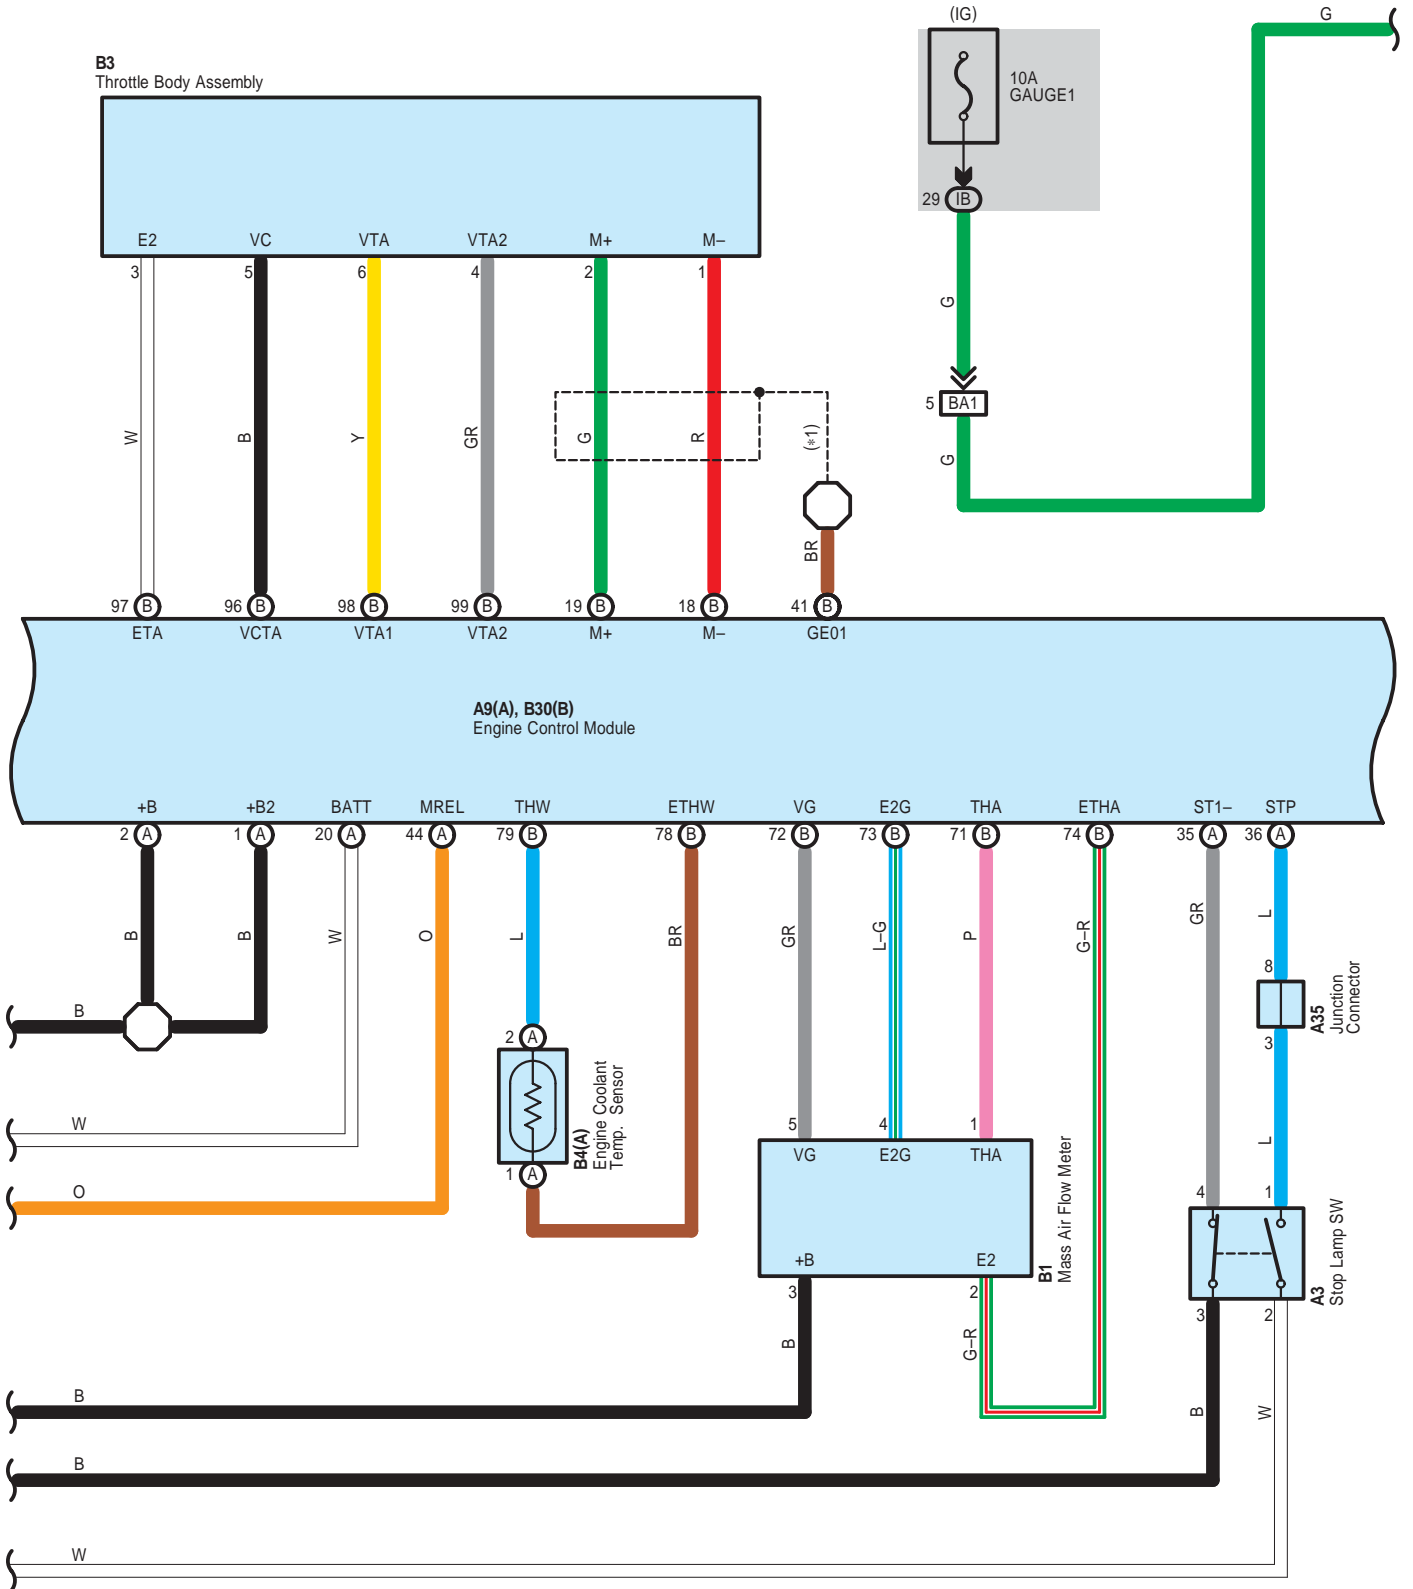 (IG)
G
B3
Throttle Body Assembly
10A
GAUGE1
29 IB
E2 VC VTA VTA2 M+ M–
3 5 6 4 2 1
G
5 BA1
W B Y GR G R (*1)
G
BR
97 B 96 B 98 B 99 B 19 B 18 B 41 B
ETA VCTA VTA1 VTA2 M+ M– GE01
A9(A), B30(B)
Engine Control Module
+B +B2 BATT MREL THW ETHW VG E2G THA ETHA ST1– STP
2 A 1 A 20 A 44 A 79 B 78 B 72 B 73 B 71 B 74 B 35 A 36 A
B B W O L BR GR L–G P G–R GR L
8
A35
Junction
Connector
3
B
2 A
B4(A)
Engine Coolant
Temp. Sensor
1 A
W
O
5 4 1
VG E2G THA
+B E2
3 2
B1
Mass Air Flow Meter
L
4 1
A3
Stop Lamp SW
3 2
B G–R
B W
B
B
W